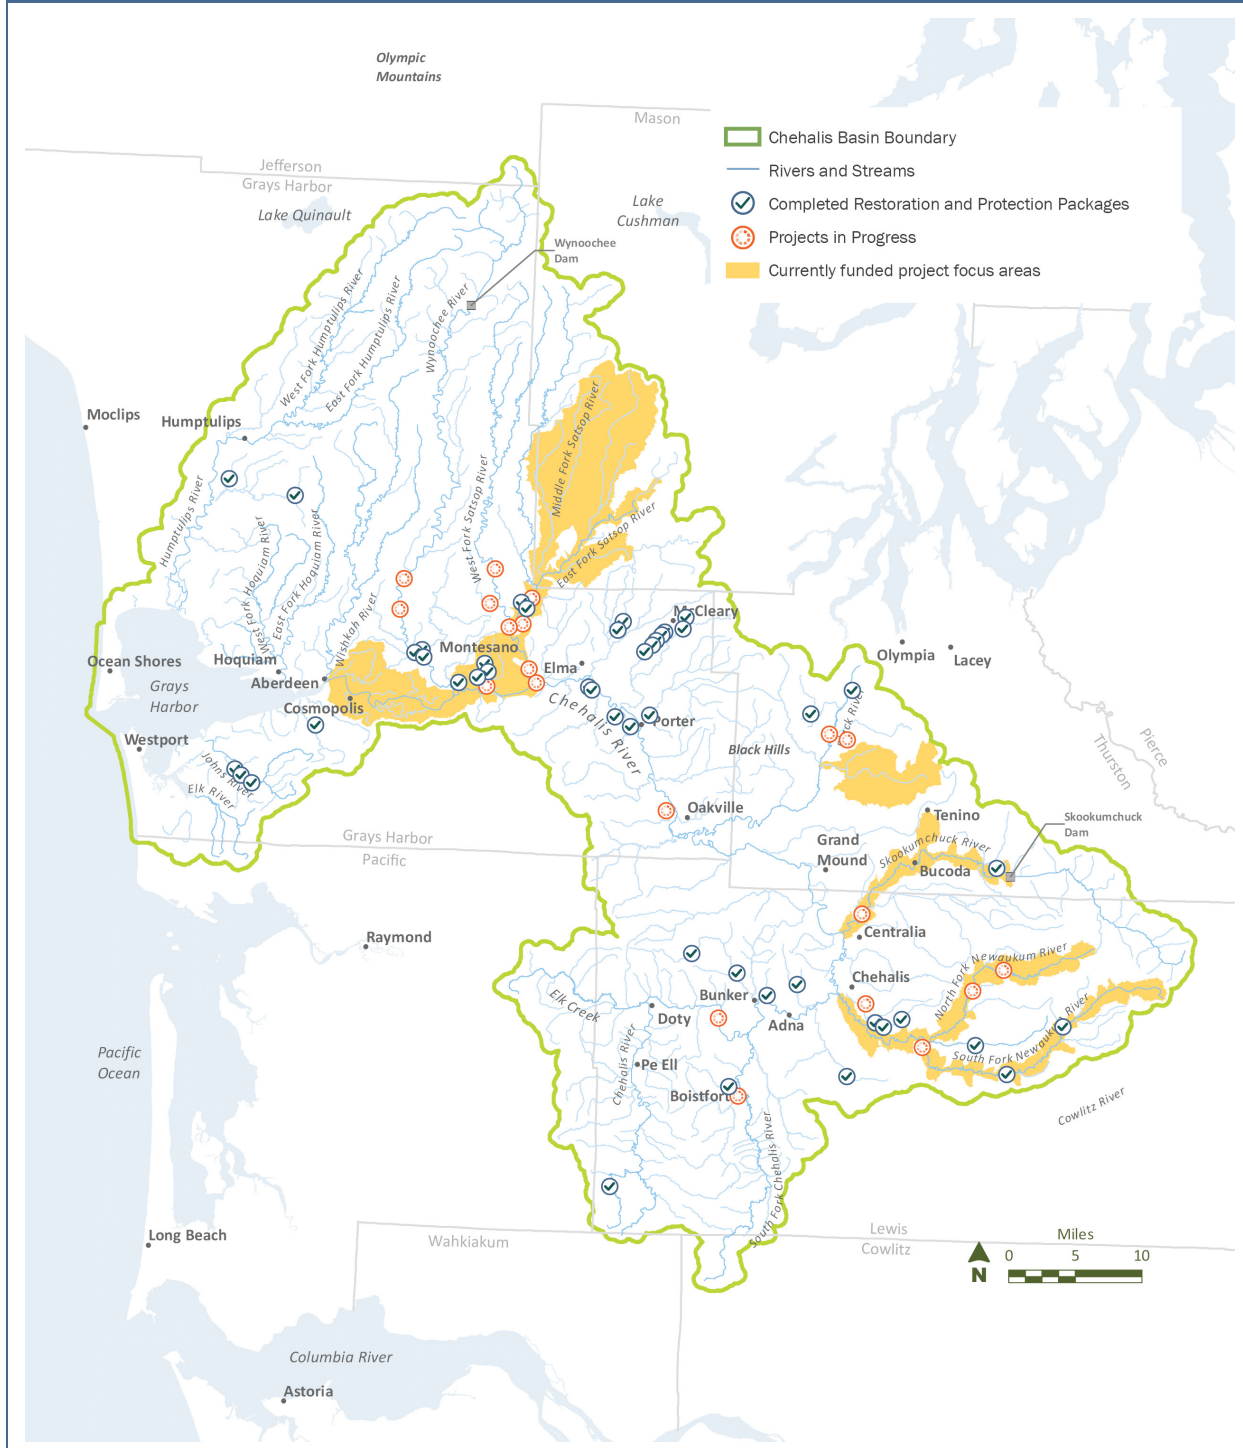 Olympic
Mountains
Mason
Chehalis Basin Boundary
Rivers and Streams
Completed Restoration and Protection Packages
Projects in Progress
Currently funded project focus areas
Jefferson
Grays Harbor
Lake Quinault
Lake
Cushman
Wynoochee
Dam
West Fork Humptulips River
East Fork Humptulips River
Wynoochee River
Moclips
Humptulips
Middle Fork Satsop River
Humptulips River
West Fork Satsop River
East Fork Satsop River
West Fork Hoquiam River
East Fork Hoquiam River
Wishkah River
McCleary
Montesano
Elma
Olympia
Lacey
Ocean Shores
Hoquiam
Grays
Harbor
Aberdeen
Cosmopolis
Chehalis River
Porter
Westport
Black Hills
Pierce
Thurston
Johns River
Elk River
Oakville
Tenino
Skookumchuck
Dam
Grays Harbor
Pacific
Grand
Mound
Skookumchuck River
Bucoda
Raymond
Centralia
North Fork Newaukum River
Chehalis
Elk Creek
Bunker
Doty
Adna
South Fork Newaukum River
Pacific
Ocean
Chehalis River
Pe Ell
Boistfort
Cowlitz River
South Fork Chehalis River
Long Beach
Wahkiakum
Lewis
Cowlitz
Miles
0 5 10
N
Columbia River
Astoria